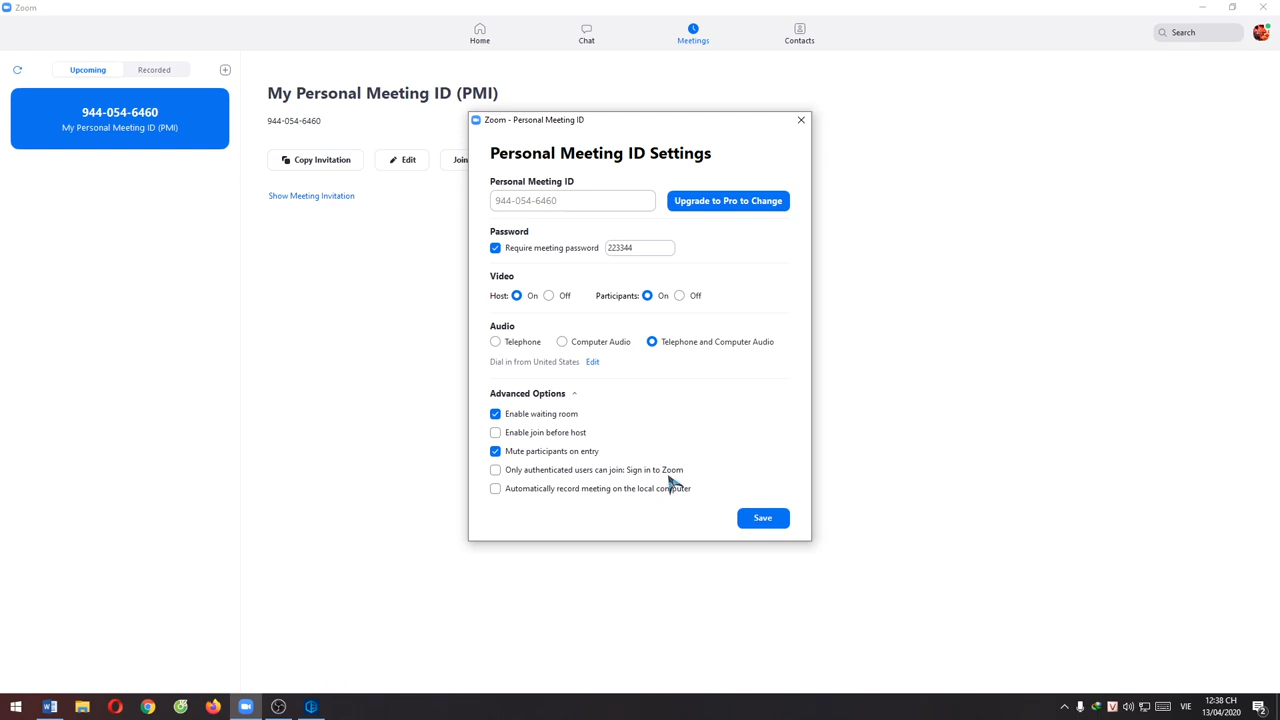 Zoom
Home
Chat
Meetings
Contacts
Search
Upcoming
Recorded
944-054-6460
My Personal Meeting ID (PMI)
My Personal Meeting ID (PMI)
944-054-6460
Copy Invitation
Edit
Join
Show Meeting Invitation
Zoom - Personal Meeting ID
Personal Meeting ID Settings
Personal Meeting ID
944-054-6460
Upgrade to Pro to Change
Password
Require meeting password 223344
Video
Host: On Off Participants: On Off
Audio
Telephone Computer Audio Telephone and Computer Audio
Dial in from United States Edit
Advanced Options
Enable waiting room
Enable join before host
Mute participants on entry
Only authenticated users can join: Sign in to Zoom
Automatically record meeting on the local computer
Save
VIE
12:38 CH
13/04/2020
2